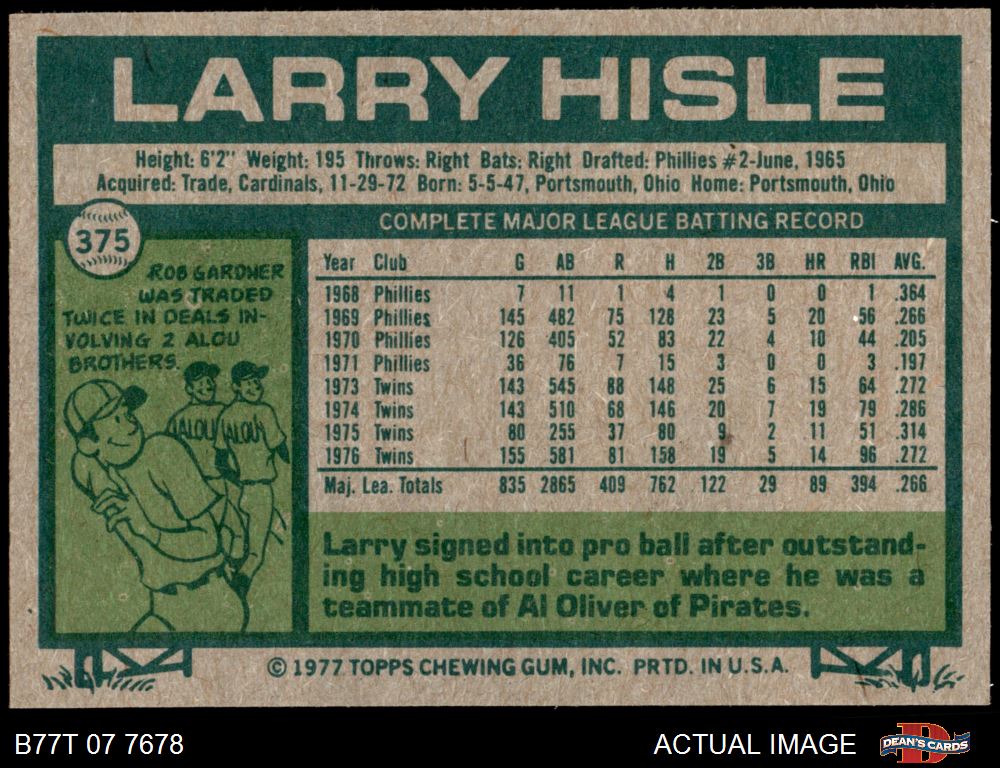 LARRY HISLE
Height: 6'2" Weight: 195 Throws: Right Bats: Right Drafted: Phillies #2-June, 1965
Acquired: Trade, Cardinals, 11-29-72 Born: 5-5-47, Portsmouth, Ohio Home: Portsmouth, Ohio
375
ROB GARDNER
WAS TRADED
TWICE IN DEALS IN-
VOLVING 2 ALOU
BROTHERS.
ALOU ALOU
COMPLETE MAJOR LEAGUE BATTING RECORD
Year Club G AB R H 2B 3B HR RBI AVG.
1968 Phillies 7 11 1 4 1 0 0 1 .364
1969 Phillies 145 482 75 128 23 5 20 56 .266
1970 Phillies 126 405 52 83 22 4 10 44 .205
1971 Phillies 36 76 7 15 3 0 0 3 .197
1973 Twins 143 545 88 148 25 6 15 64 .272
1974 Twins 143 510 68 146 20 7 19 79 .286
1975 Twins 80 255 37 80 9 2 11 51 .314
1976 Twins 155 581 81 158 19 5 14 96 .272
Maj. Lea. Totals 835 2865 409 762 122 29 89 394 .266
Larry signed into pro ball after outstand-
ing high school career where he was a
teammate of Al Oliver of Pirates.
© 1977 TOPPS CHEWING GUM, INC. PRTD. IN U.S.A.
B77T 07 7678
ACTUAL IMAGE
D
DEAN'S CARDS